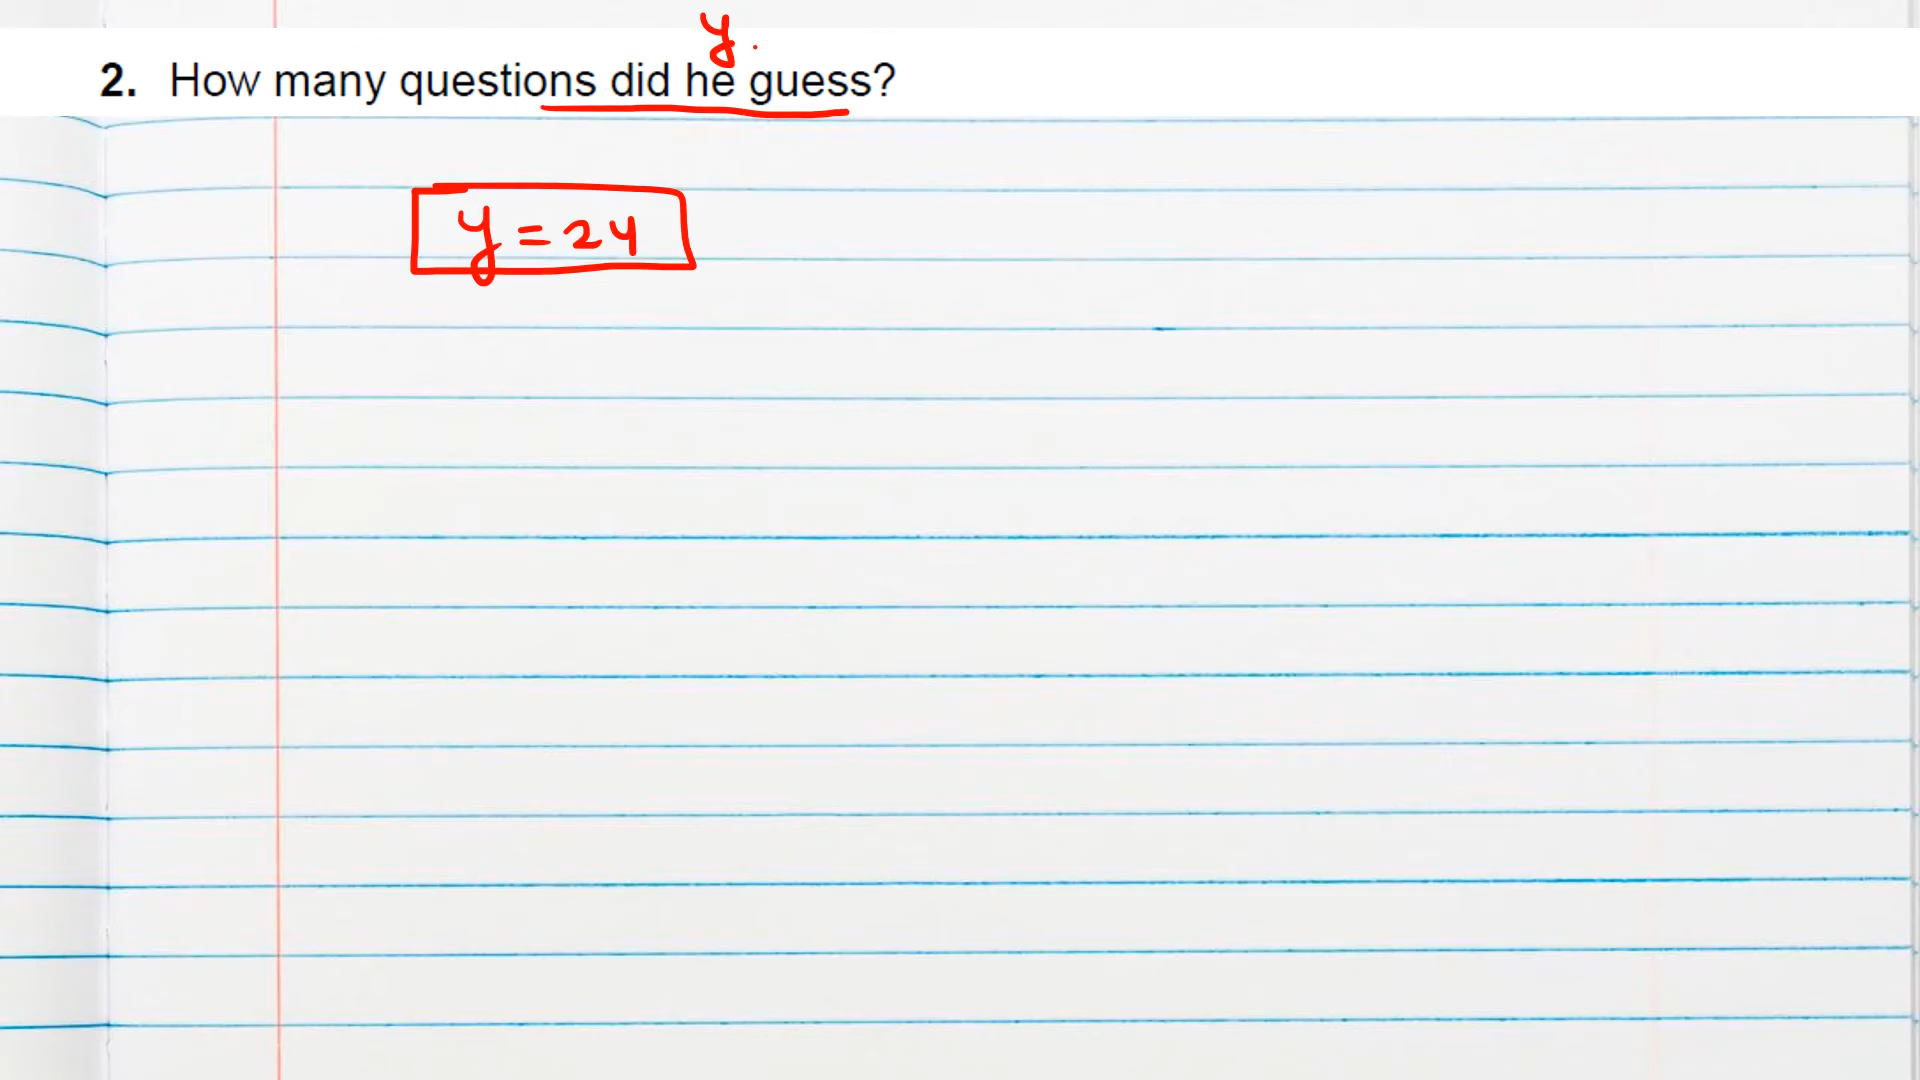 y
2. How many questions did he guess?
y = 24